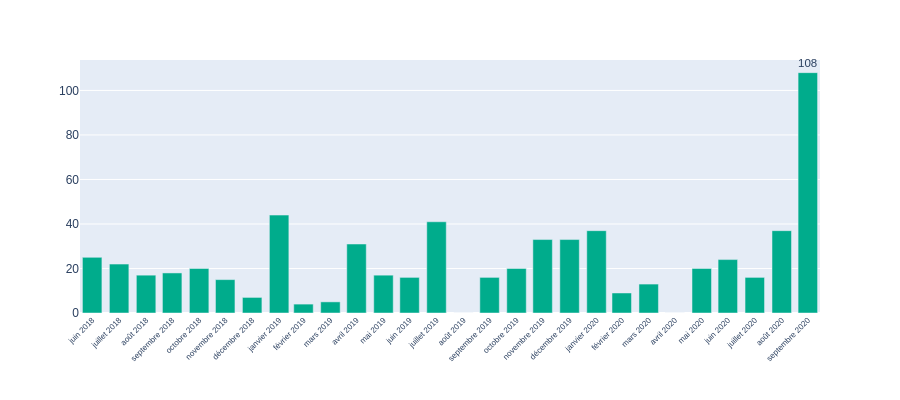 108
100
80
60
40
20
0
juin 2018
juillet 2018
août 2018
septembre 2018
octobre 2018
novembre 2018
décembre 2018
janvier 2019
février 2019
mars 2019
avril 2019
mai 2019
juin 2019
juillet 2019
août 2019
septembre 2019
octobre 2019
novembre 2019
décembre 2019
janvier 2020
février 2020
mars 2020
avril 2020
mai 2020
juin 2020
juillet 2020
août 2020
septembre 2020